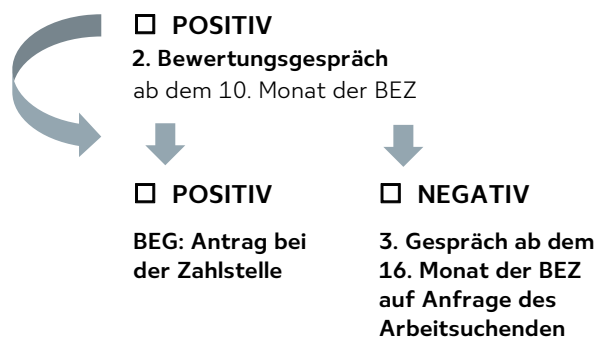 ☐ POSITIV
2. Bewertungsgespräch
ab dem 10. Monat der BEZ
☐ POSITIV
BEG: Antrag bei
der Zahlstelle
☐ NEGATIV
3. Gespräch ab dem
16. Monat der BEZ
auf Anfrage des
Arbeitsuchenden